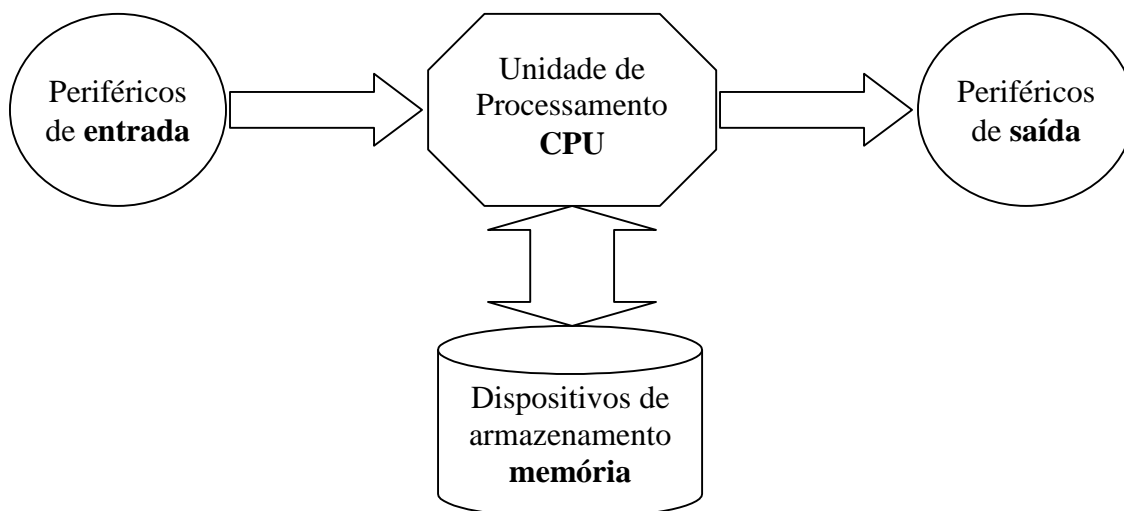 Periféricos
de entrada
Unidade de
Processamento
CPU
Periféricos
de saída
Dispositivos de
armazenamento
memória